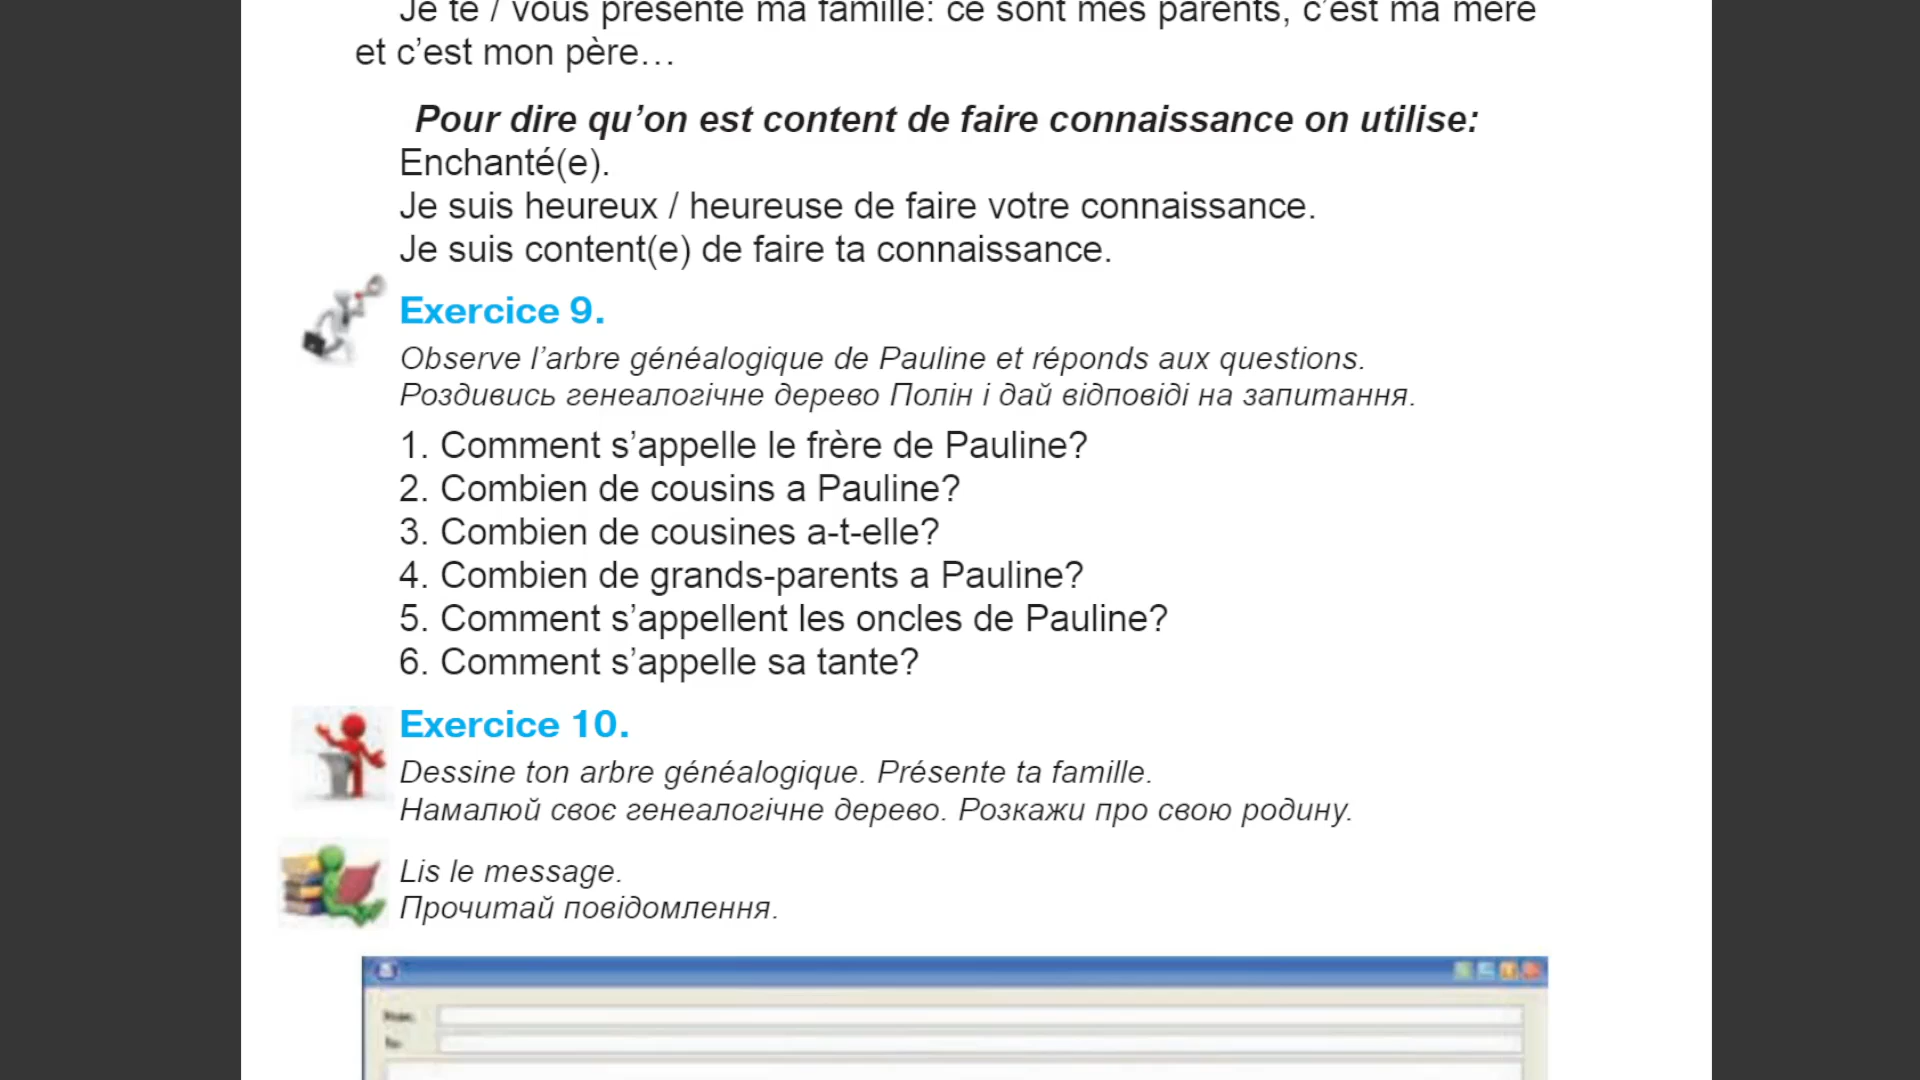 Je te / vous présente ma famille: ce sont mes parents, c’est ma mère
et c’est mon père…
Pour dire qu’on est content de faire connaissance on utilise:
Enchanté(e).
Je suis heureux / heureuse de faire votre connaissance.
Je suis content(e) de faire ta connaissance.
Exercice 9.
Observe l’arbre généalogique de Pauline et réponds aux questions.
Роздивись генеалогічне дерево Полін і дай відповіді на запитання.
1. Comment s’appelle le frère de Pauline?
2. Combien de cousins a Pauline?
3. Combien de cousines a-t-elle?
4. Combien de grands-parents a Pauline?
5. Comment s’appellent les oncles de Pauline?
6. Comment s’appelle sa tante?
Exercice 10.
Dessine ton arbre généalogique. Présente ta famille.
Намалюй своє генеалогічне дерево. Розкажи про свою родину.
Lis le message.
Прочитай повідомлення.